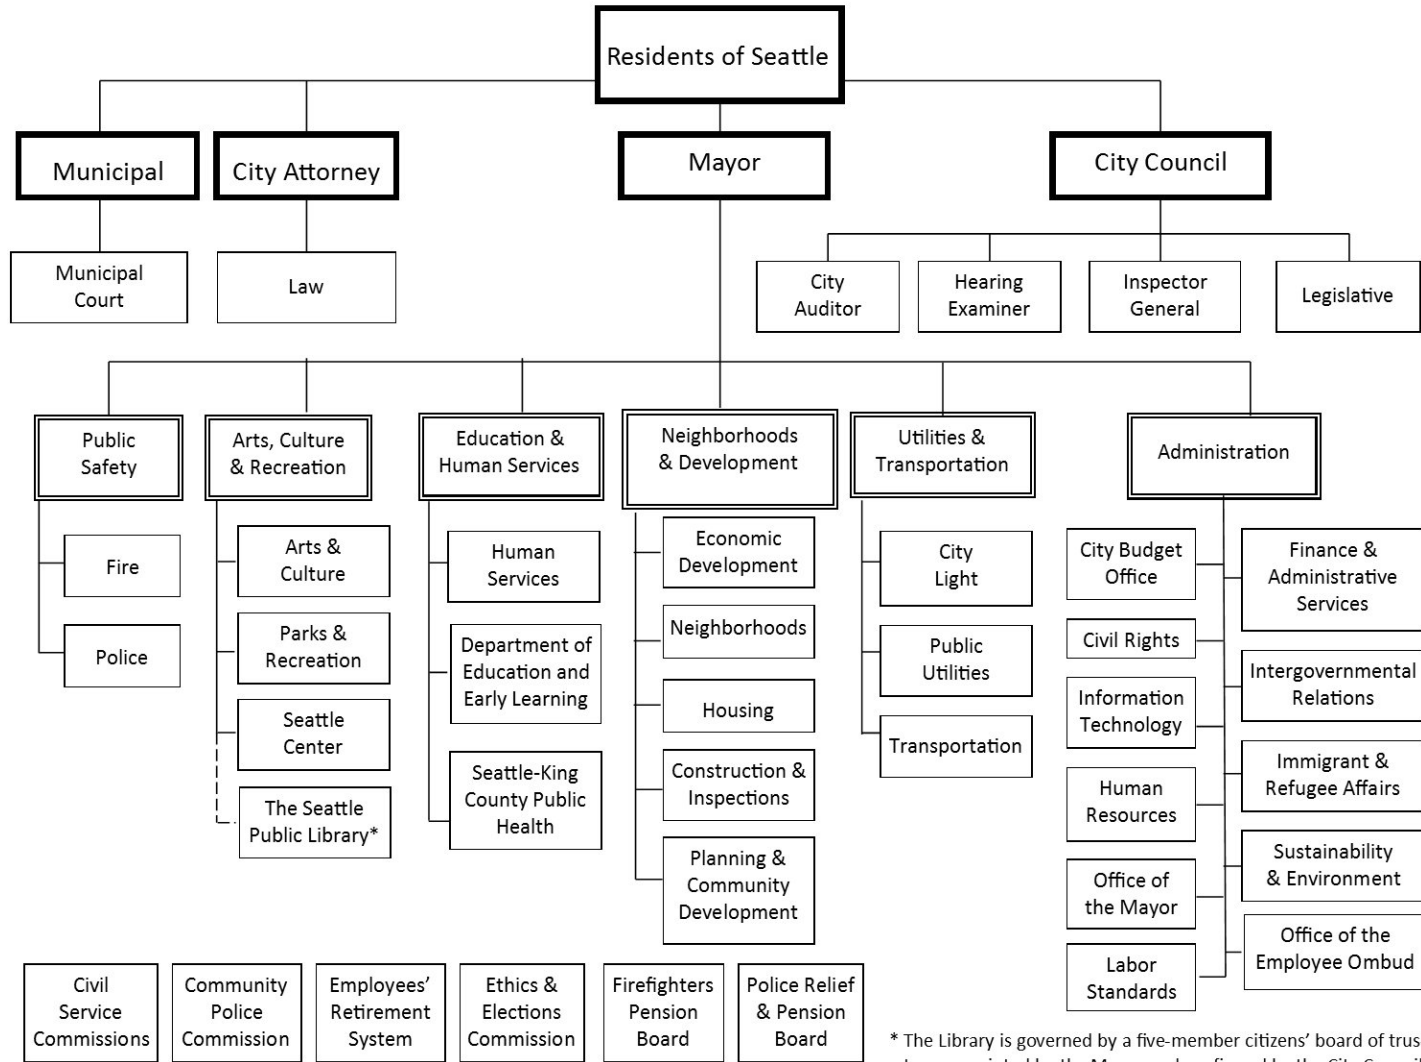 Residents of Seattle
Municipal
City Attorney
Mayor
City Council
Municipal
Court
Law
City
Auditor
Hearing
Examiner
Inspector
General
Legislative
Public
Safety
Arts, Culture
& Recreation
Education &
Human Services
Neighborhoods
& Development
Utilities &
Transportation
Administration
Fire
Police
Arts &
Culture
Parks &
Recreation
Seattle
Center
The Seattle
Public Library*
Human
Services
Department of
Education and
Early Learning
Seattle-King
County Public
Health
Economic
Development
Neighborhoods
Housing
Construction &
Inspections
Planning &
Community
Development
City
Light
Public
Utilities
Transportation
City Budget
Office
Civil Rights
Information
Technology
Human
Resources
Office of
the Mayor
Labor
Standards
Finance &
Administrative
Services
Intergovernmental
Relations
Immigrant &
Refugee Affairs
Sustainability
& Environment
Office of the
Employee Ombud
Civil
Service
Commissions
Community
Police
Commission
Employees’
Retirement
System
Ethics &
Elections
Commission
Firefighters
Pension
Board
Police Relief
& Pension
Board
* The Library is governed by a five-member citizens’ board of trus